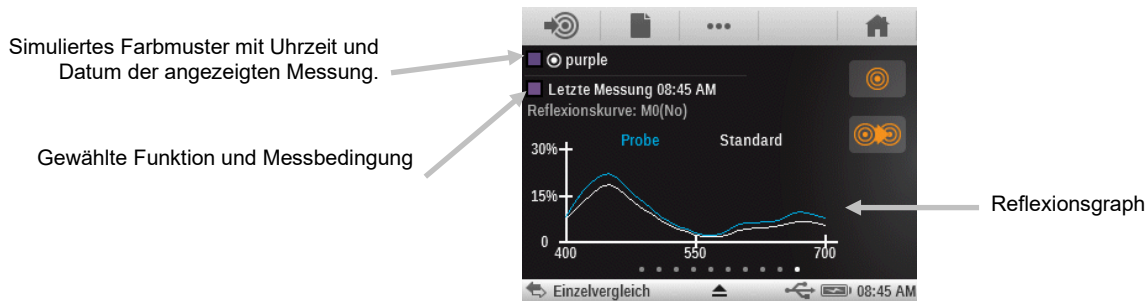 Simuliertes Farbmuster mit Uhrzeit und
Datum der angezeigten Messung.
Gewählte Funktion und Messbedingung
purple
Letzte Messung 08:45 AM
Reflexionskurve: M0(No)
Probe Standard
30%
15%
0
400 550 700
Einzelvergleich 08:45 AM
Reflexionsgraph